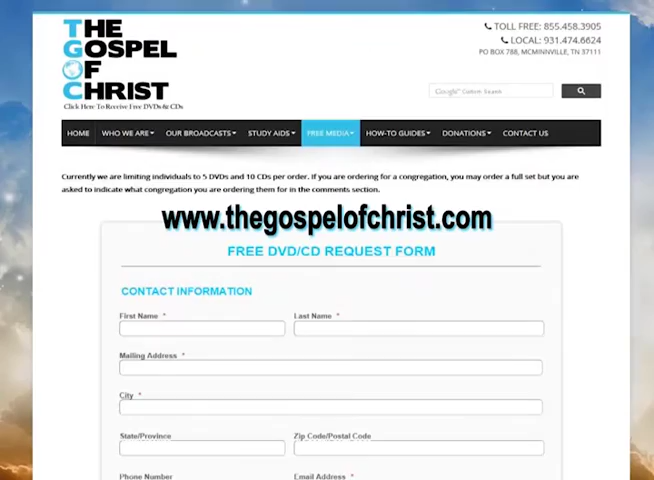 THE
GOSPEL
OF
CHRIST
Click Here To Receive Free DVDs & CDs
TOLL FREE: 855.458.3905
LOCAL: 931.474.6624
PO BOX 788, MCMINNVILLE, TN 37111
Google™ Custom Search
HOME WHO WE ARE OUR BROADCASTS STUDY AIDS FREE MEDIA HOW-TO GUIDES DONATIONS CONTACT US
Currently we are limiting individuals to 5 DVDs and 10 CDs per order. If you are ordering for a congregation, you may order a full set but you are
asked to indicate what congregation you are ordering them for in the comments section.
www.thegospelofchrist.com
FREE DVD/CD REQUEST FORM
CONTACT INFORMATION
First Name * Last Name *
Mailing Address *
City *
State/Province Zip Code/Postal Code
Phone Number Email Address *